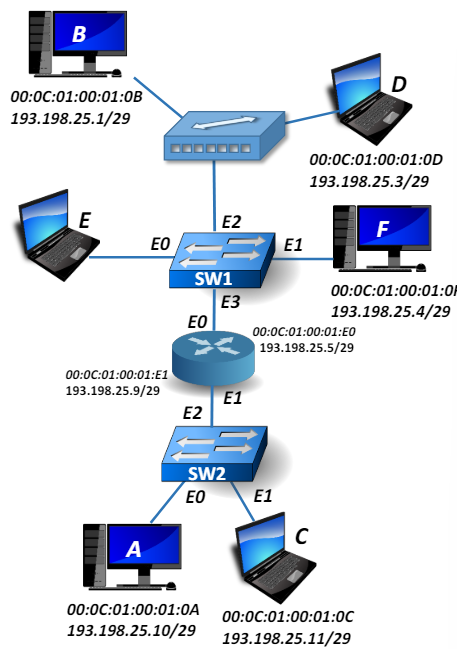 B
00:0C:01:00:01:0B
193.198.25.1/29
D
00:0C:01:00:01:0D
193.198.25.3/29
E
E0
E2
E1
F
SW1
00:0C:01:00:01:0F
193.198.25.4/29
E3
E0
00:0C:01:00:01:E0
193.198.25.5/29
00:0C:01:00:01:E1
193.198.25.9/29
E1
E2
SW2
E0
E1
A
C
00:0C:01:00:01:0A
193.198.25.10/29
00:0C:01:00:01:0C
193.198.25.11/29